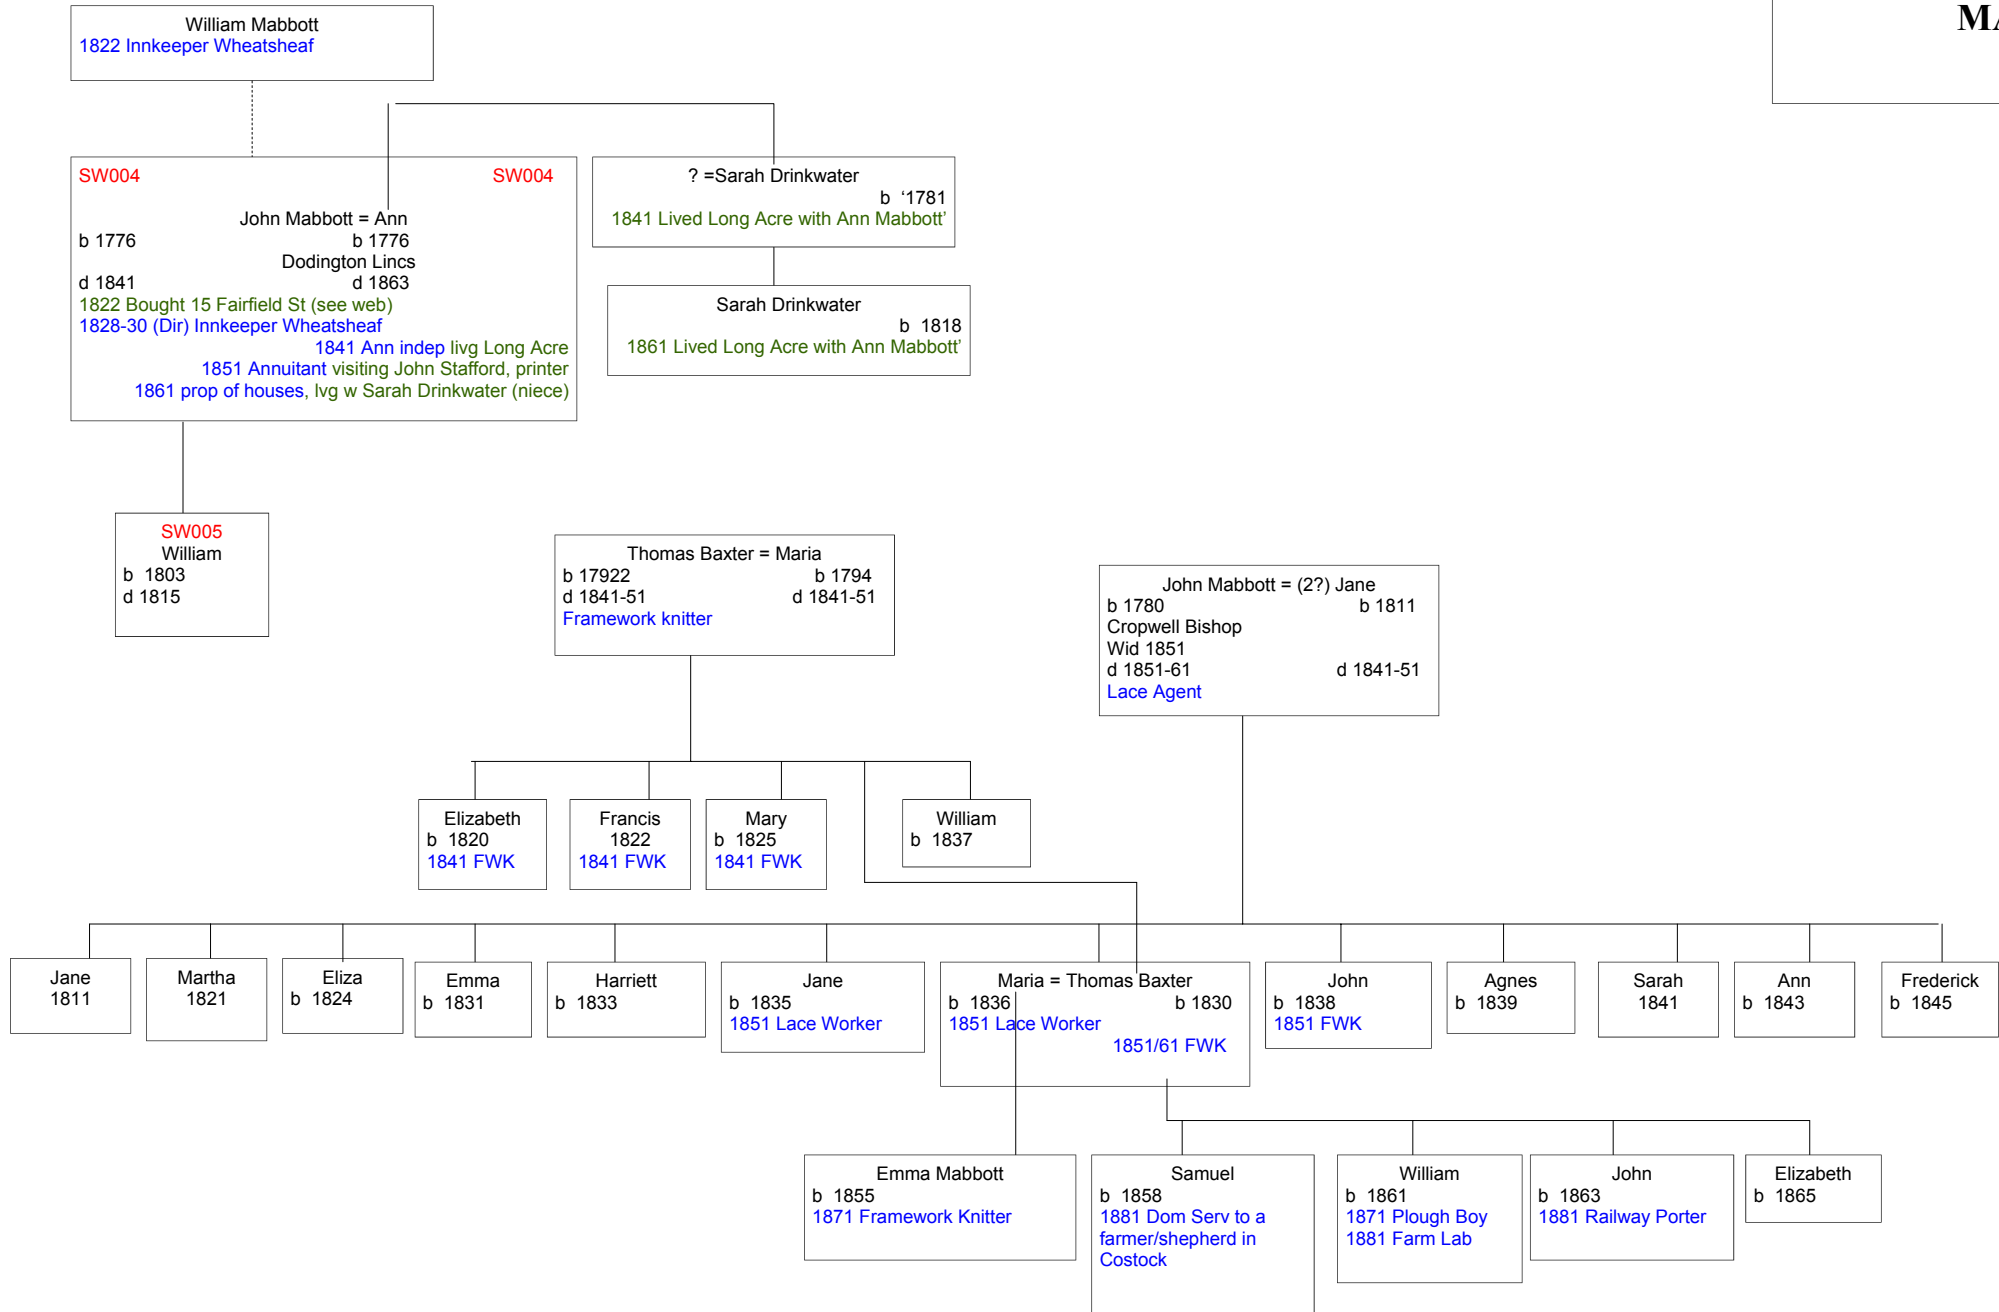 MA
William Mabbott
1822 Innkeeper Wheatsheaf
SW004 SW004
John Mabbott = Ann
b 1776 b 1776
Dodington Lincs
d 1841 d 1863
1822 Bought 15 Fairfield St (see web)
1828-30 (Dir) Innkeeper Wheatsheaf
1841 Ann indep livg Long Acre
1851 Annuitant visiting John Stafford, printer
1861 prop of houses, lvg w Sarah Drinkwater (niece)
? =Sarah Drinkwater
b ‘1781
1841 Lived Long Acre with Ann Mabbott’
Sarah Drinkwater
b 1818
1861 Lived Long Acre with Ann Mabbott’
SW005
William
b 1803
d 1815
Thomas Baxter = Maria
b 17922 b 1794
d 1841-51 d 1841-51
Framework knitter
John Mabbott = (2?) Jane
b 1780 b 1811
Cropwell Bishop
Wid 1851
d 1851-61 d 1841-51
Lace Agent
Elizabeth
b 1820
1841 FWK
Francis
1822
1841 FWK
Mary
b 1825
1841 FWK
William
b 1837
Jane
1811
Martha
1821
Eliza
b 1824
Emma
b 1831
Harriett
b 1833
Jane
b 1835
1851 Lace Worker
Maria = Thomas Baxter
b 1836 b 1830
1851 Lace Worker
1851/61 FWK
John
b 1838
1851 FWK
Agnes
b 1839
Sarah
1841
Ann
b 1843
Frederick
b 1845
Emma Mabbott
b 1855
1871 Framework Knitter
Samuel
b 1858
1881 Dom Serv to a
farmer/shepherd in
Costock
William
b 1861
1871 Plough Boy
1881 Farm Lab
John
b 1863
1881 Railway Porter
Elizabeth
b 1865